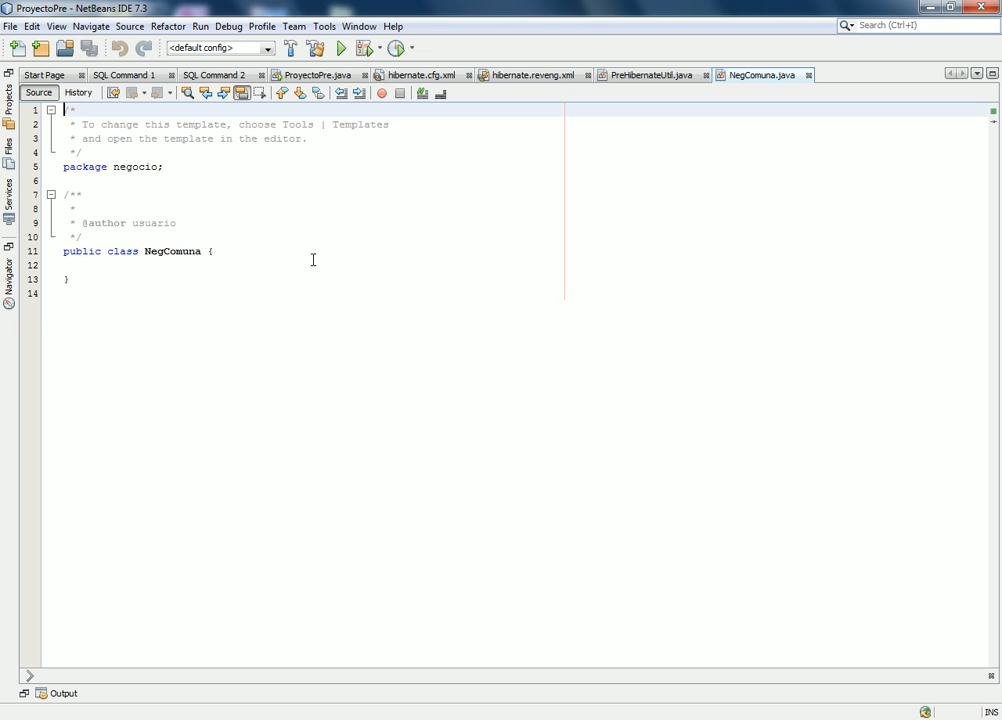 ProyectoPre - NetBeans IDE 7.3
File Edit View Navigate Source Refactor Run Debug Profile Team Tools Window Help
Search (Ctrl+I)
<default config>
Start Page SQL Command 1 SQL Command 2 ProyectoPre.java hibernate.cfg.xml hibernate.reveng.xml PreHibernateUtil.java NegComuna.java
Source History
Projects
Files
Services
Navigator
1 /*
2 * To change this template, choose Tools | Templates
3 * and open the template in the editor.
4 */
5 package negocio;
6
7 /**
8 *
9 * @author usuario
10 */
11 public class NegComuna {
12
13 }
14
Output
INS